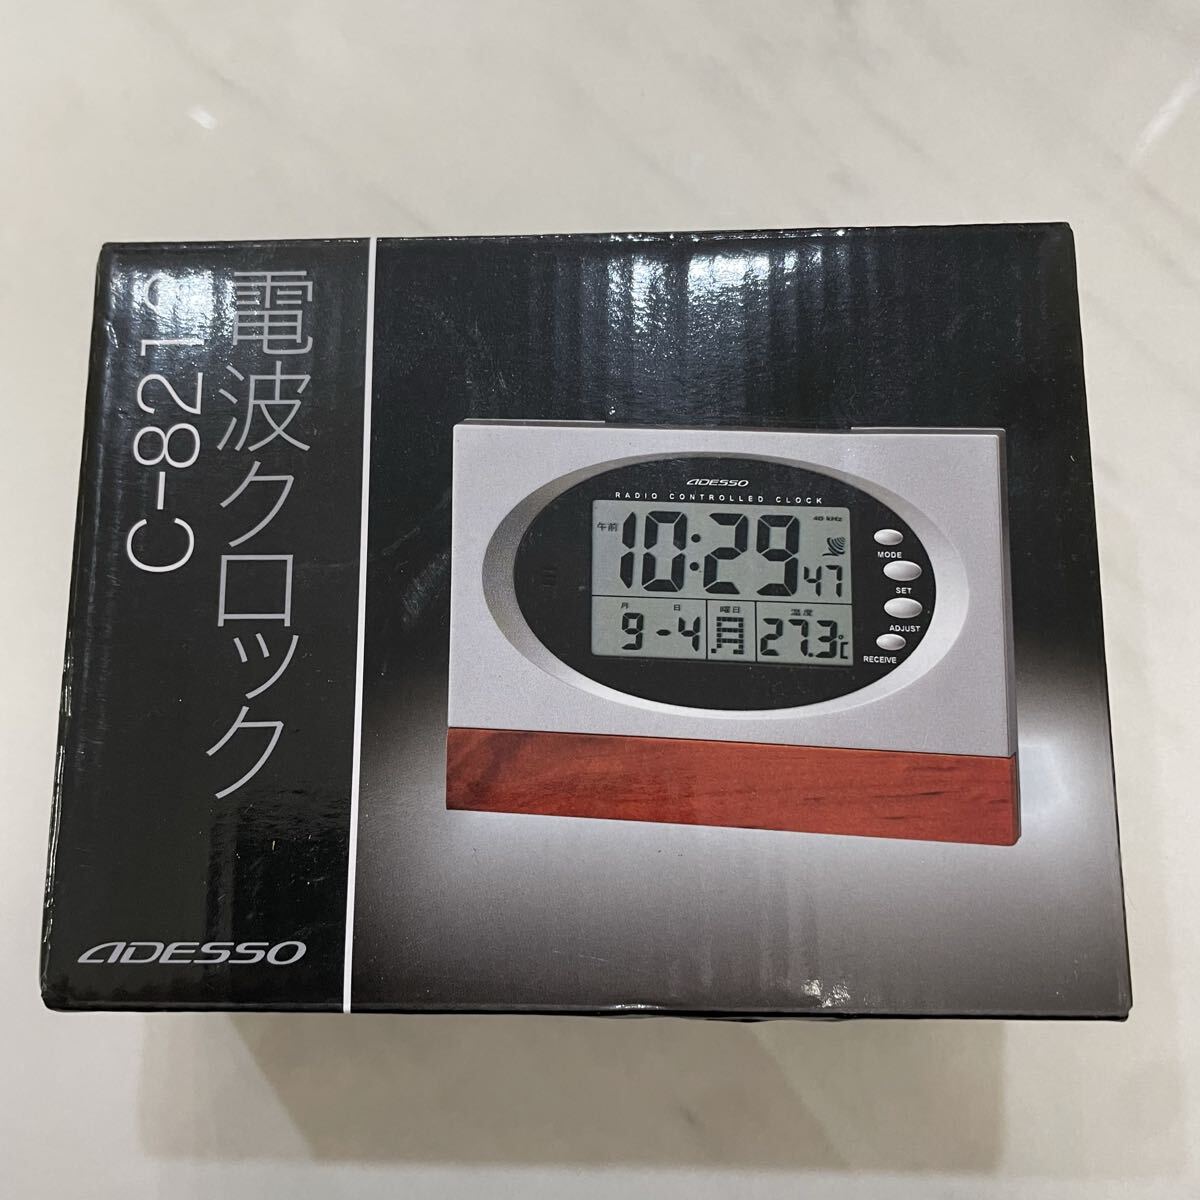 電波クロック
ADESSO
ADESSO
RADIO CONTROLLED CLOCK
午前
10:29 47
40 kHz
月 日 曜日 温度
9-4 月 27.3℃
MODE
SET
ADJUST
RECEIVE